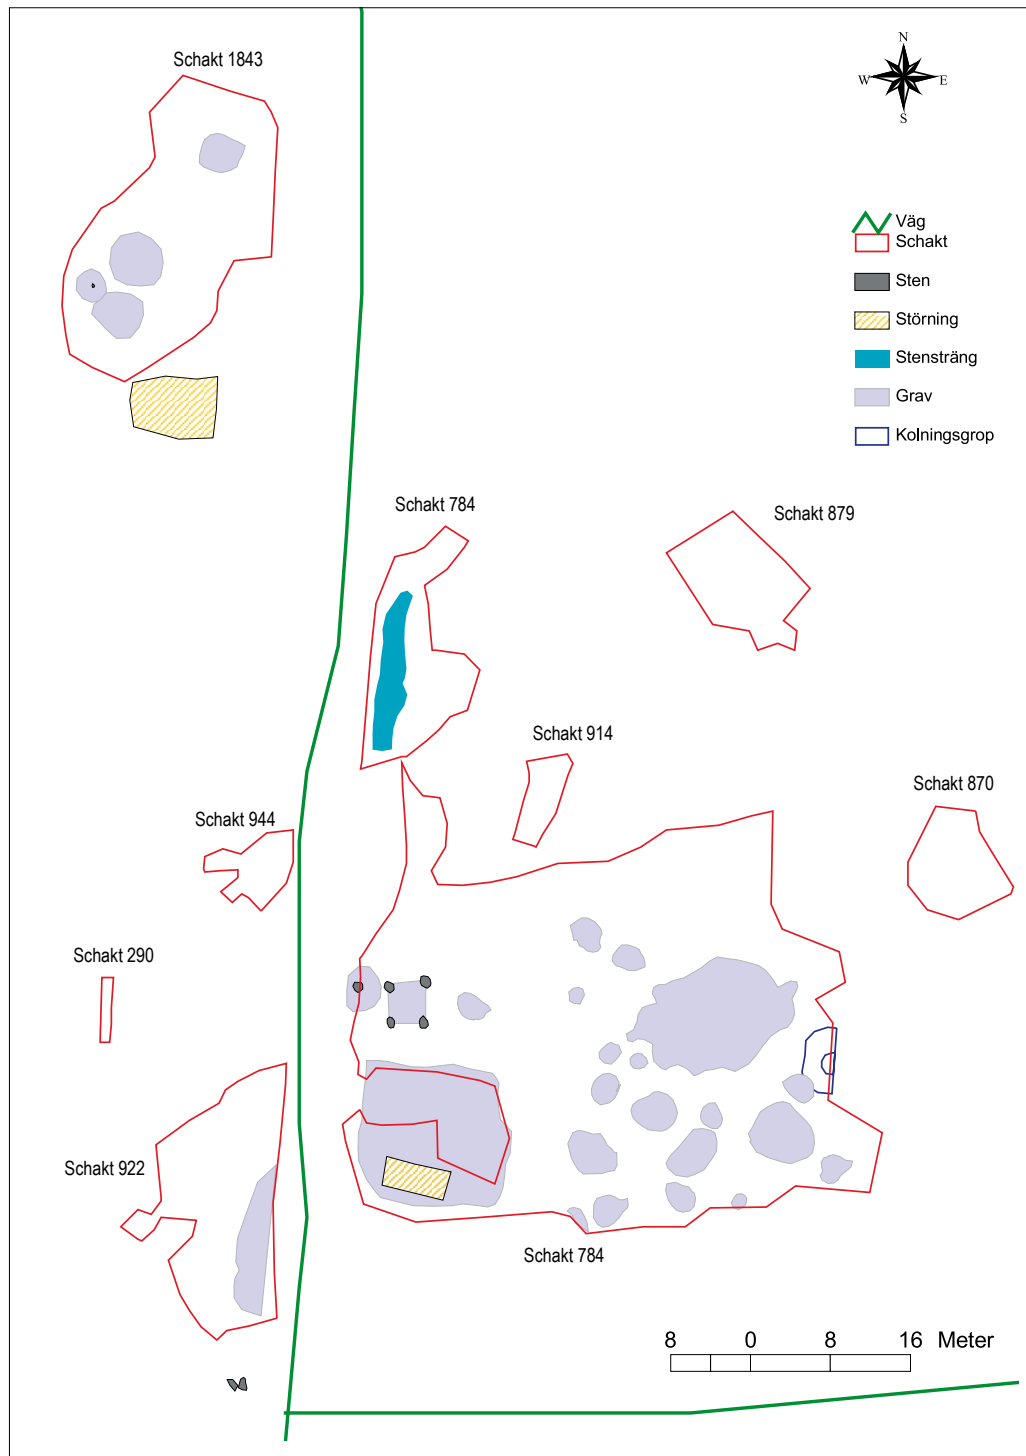 Schakt 1843
N
W E
S
Väg
Schakt
Sten
Störning
Stensträng
Grav
Kolningsgrop
Schakt 784
Schakt 879
Schakt 914
Schakt 870
Schakt 944
Schakt 290
Schakt 922
Schakt 784
8 0 8 16 Meter